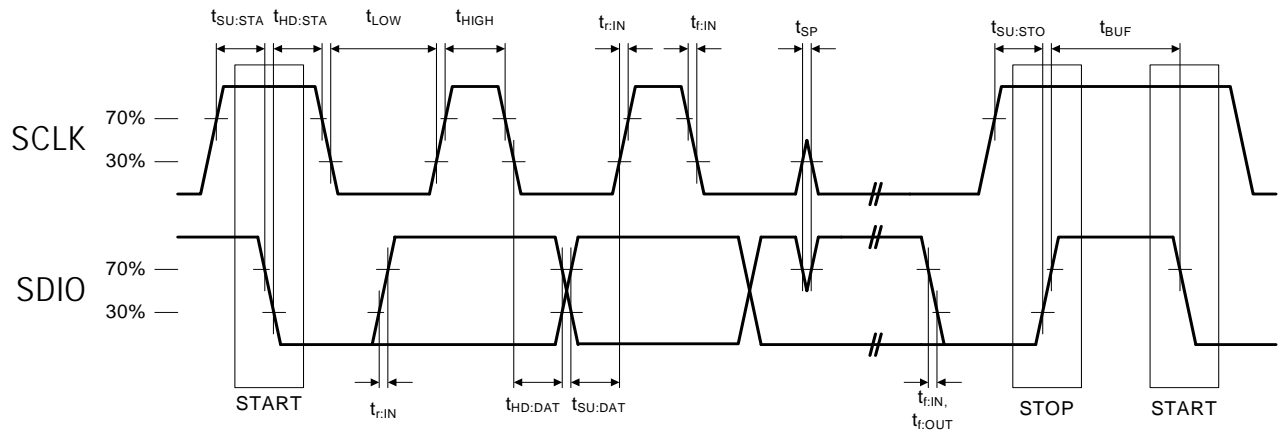 tSU:STA tHD:STA tLOW tHIGH tr:IN tf:IN tSP tSU:STO tBUF
SCLK
70%
30%
SDIO
70%
30%
START
tr:IN
tHD:DAT tSU:DAT
tf:IN,
tf:OUT
STOP
START